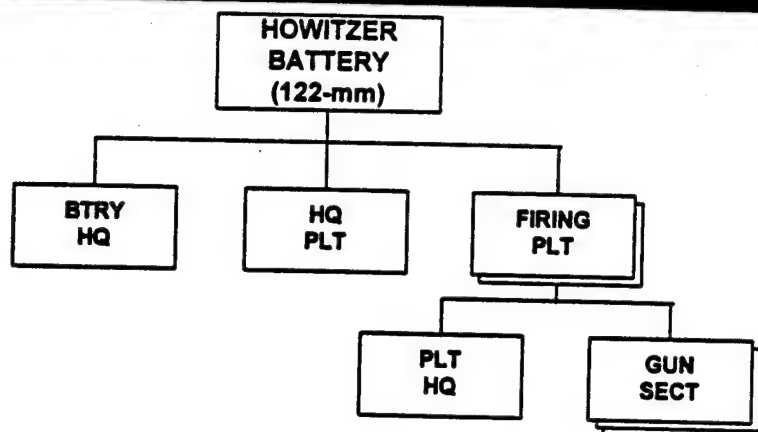 HOWITZER
BATTERY
(122-mm)
BTRY
HQ
HQ
PLT
FIRING
PLT
PLT
HQ
GUN
SECT